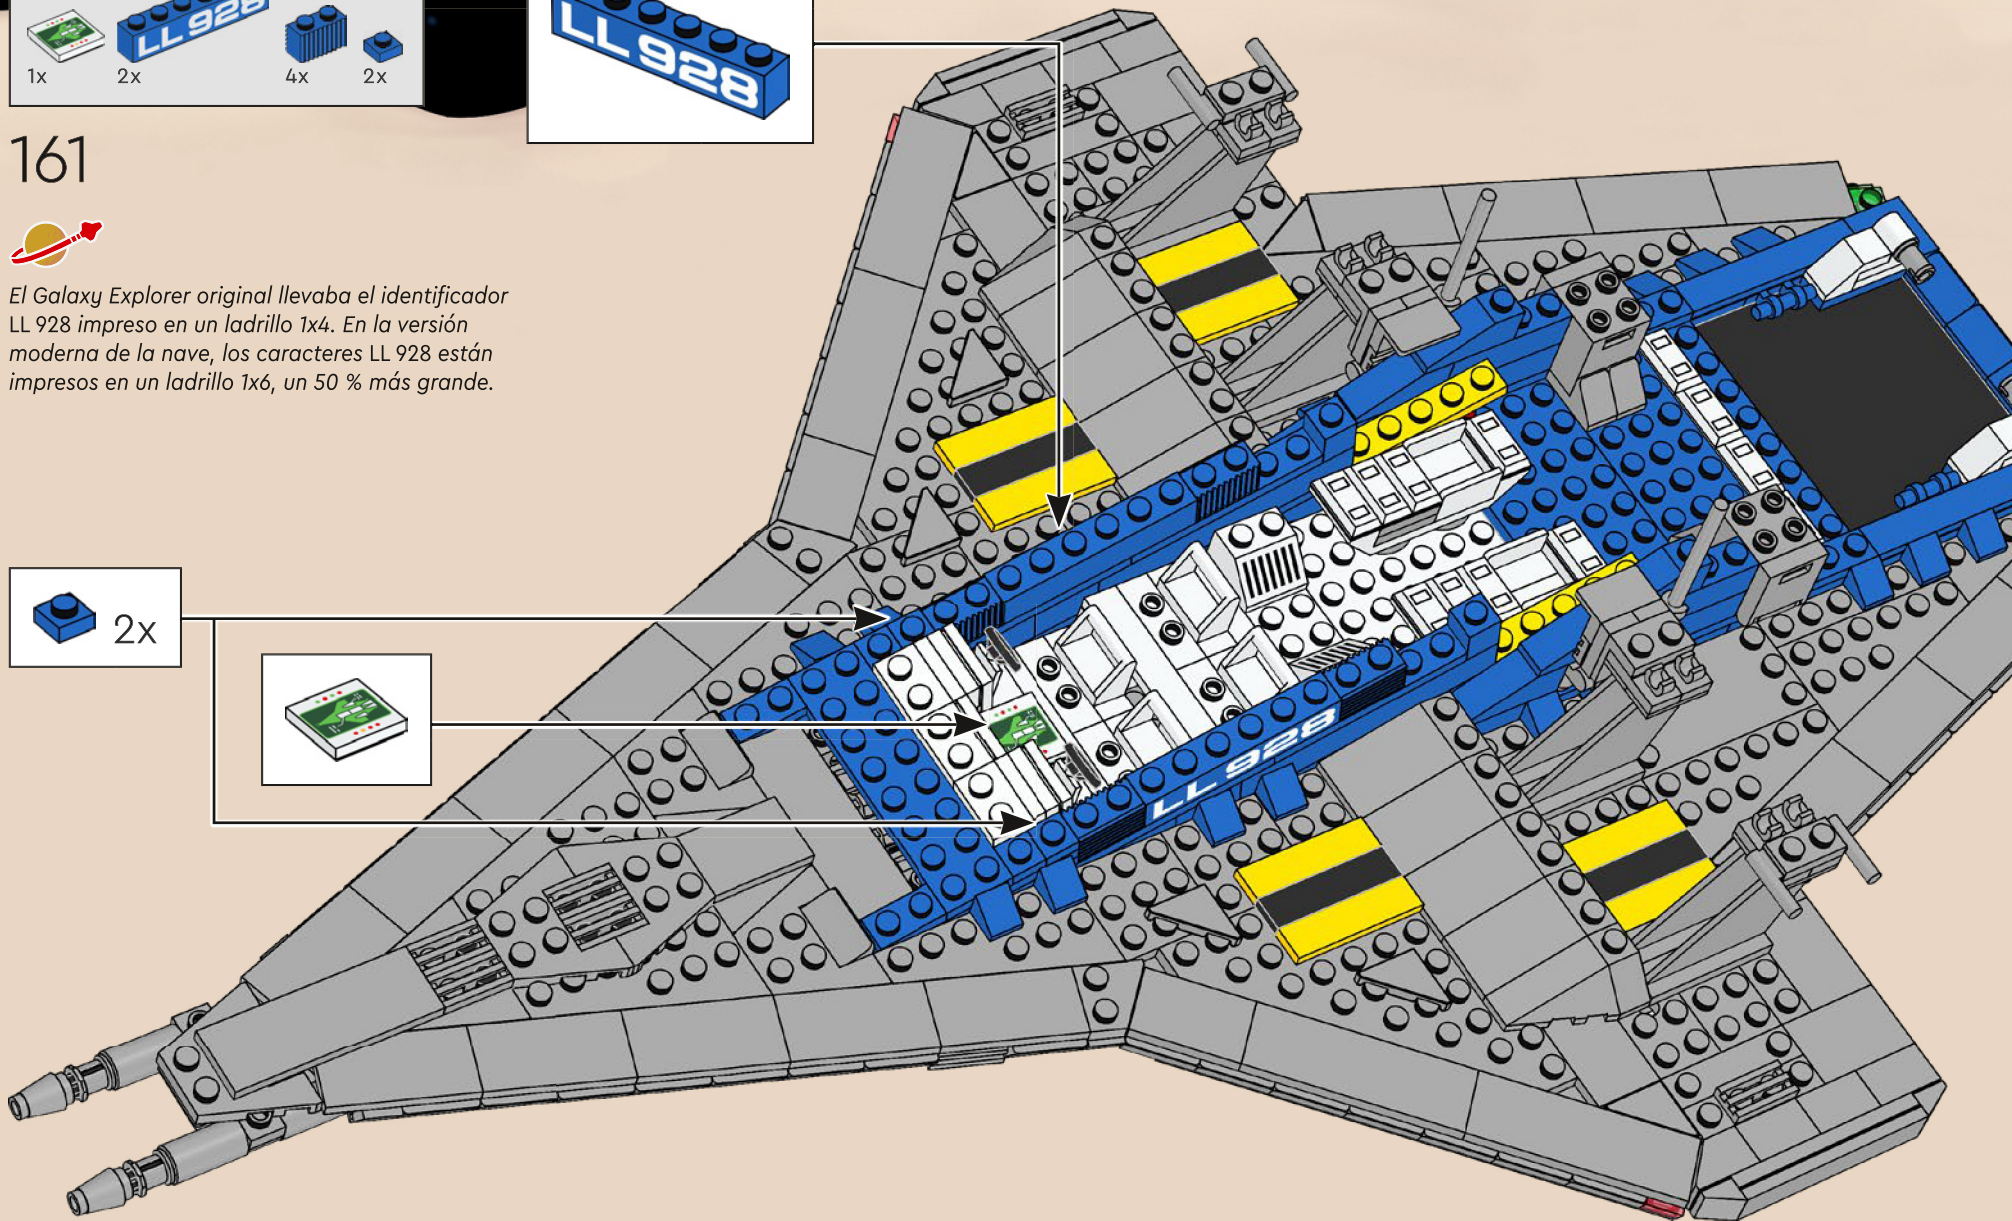 LL 928
1x
2x
4x
2x
LL 928
161
El Galaxy Explorer original llevaba el identificador
LL 928 impreso en un ladrillo 1x4. En la versión
moderna de la nave, los caracteres LL 928 están
impresos en un ladrillo 1x6, un 50 % más grande.
2x
LL 928